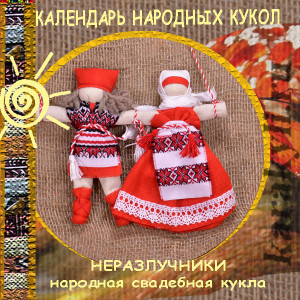 КАЛЕНДАРЬ НАРОДНЫХ КУКОЛ
НЕРАЗЛУЧНИКИ
народная свадебная кукла